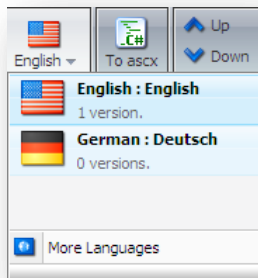 C#
Up
English
To ascx
Down
English : English
1 version.
German : Deutsch
0 versions.
More Languages